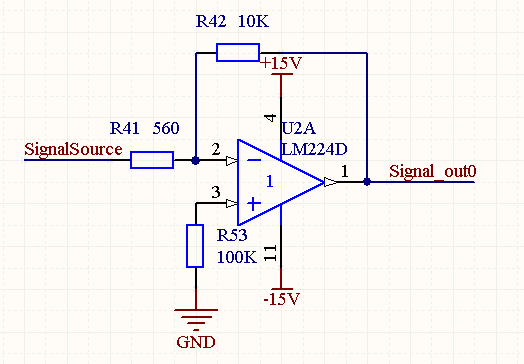 R42 10K
+15V
4
R41 560
U2A
SignalSource
2
LM224D
−
1
1
Signal_out0
3
+
R53
100K
11
-15V
GND